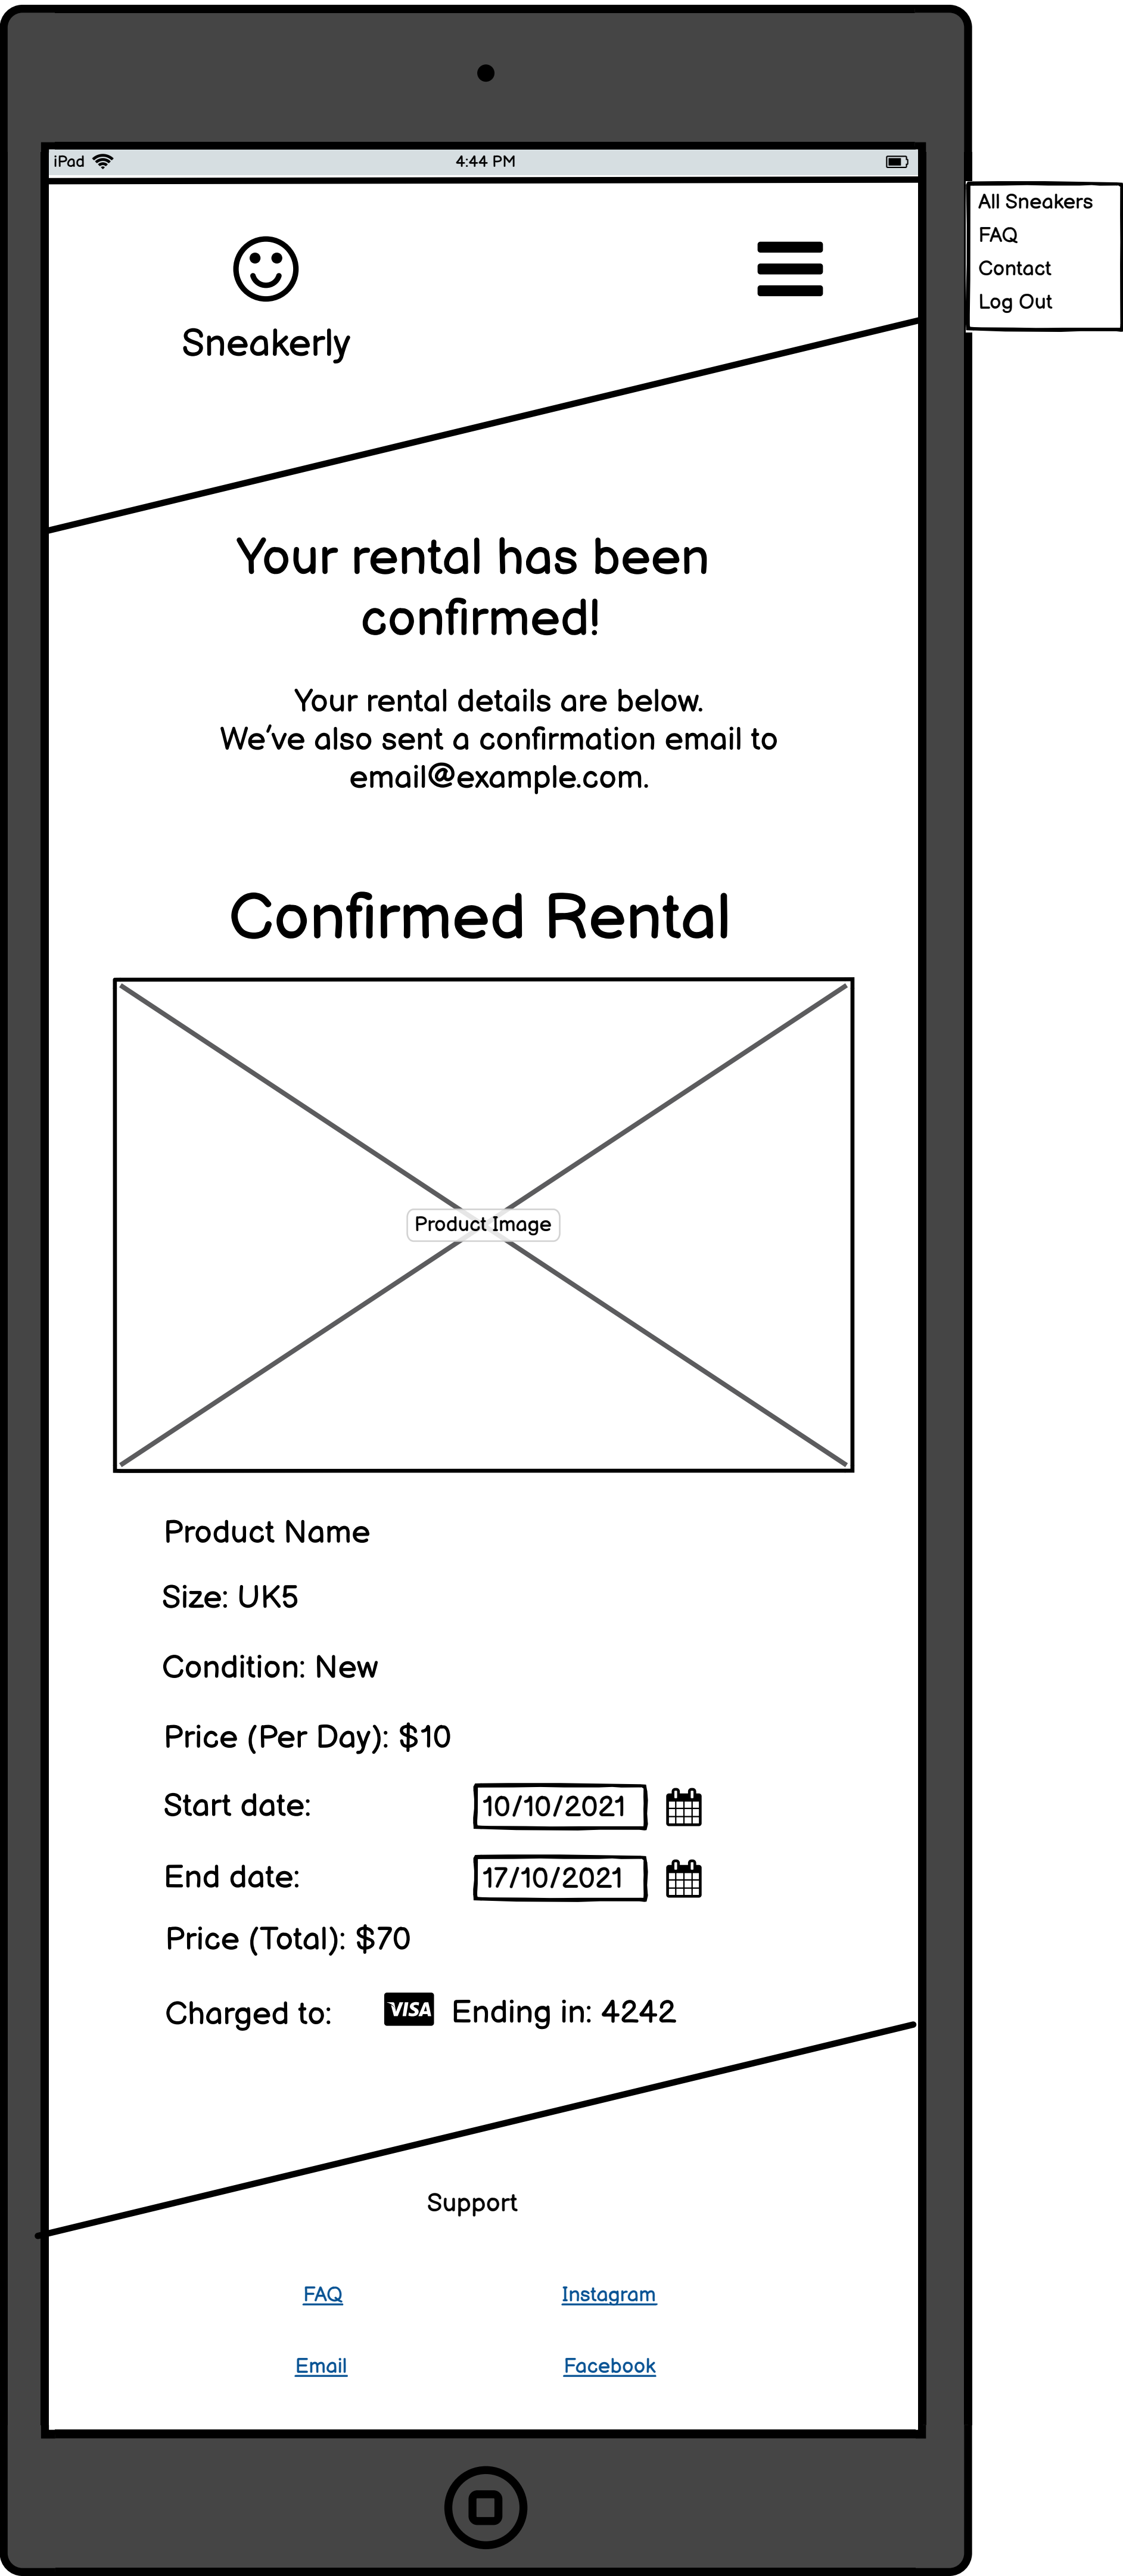 iPad
4:44 PM
All Sneakers
FAQ
Contact
Log Out
Sneakerly
Your rental has been
confirmed!
Your rental details are below.
We've also sent a confirmation email to
email@example.com.
Confirmed Rental
Product Image
Product Name
Size: UK5
Condition: New
Price (Per Day): $10
Start date: 10/10/2021
End date: 17/10/2021
Price (Total): $70
Charged to: VISA Ending in: 4242
Support
FAQ Instagram
Email Facebook